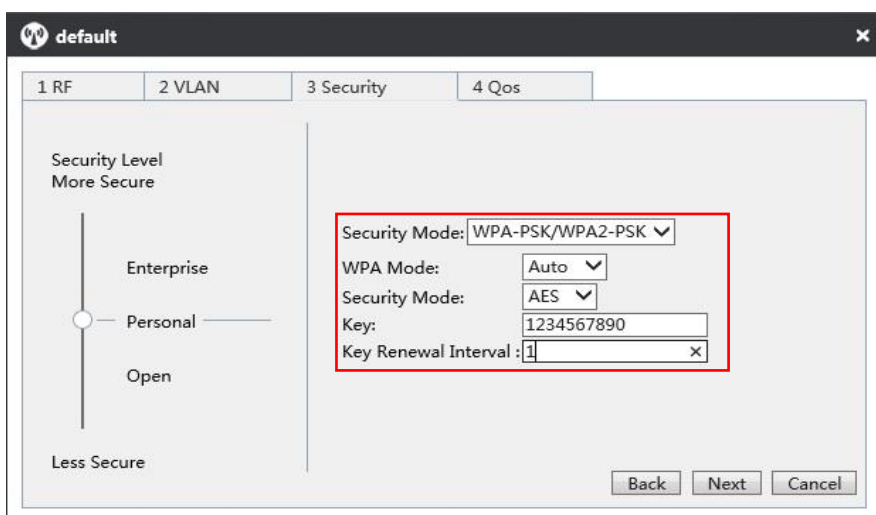 default
1 RF 2 VLAN 3 Security 4 Qos
Security Level
More Secure
Enterprise
Personal
Open
Less Secure
Security Mode: WPA-PSK/WPA2-PSK
WPA Mode: Auto
Security Mode: AES
Key: 1234567890
Key Renewal Interval : 1
Back Next Cancel